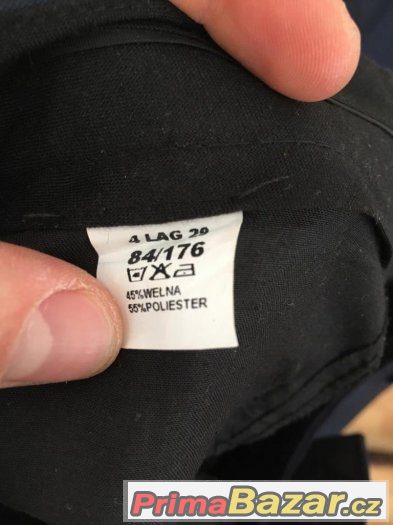 4 LAG 29
84/176
45%WELNA
55%POLIESTER
PrimaBazar.cz